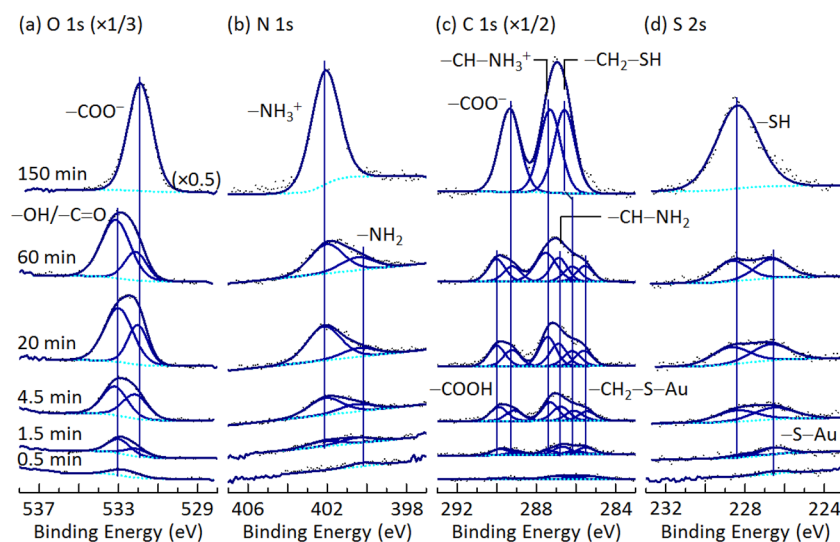 (a) O 1s (×1/3)
(b) N 1s
(c) C 1s (×1/2)
(d) S 2s
−CH−NH₃⁺
−CH₂−SH
−COO⁻
−NH₃⁺
−COO⁻
−SH
150 min
(×0.5)
−OH/−C=O
−CH−NH₂
−NH₂
60 min
20 min
−COOH
−CH₂−S−Au
4.5 min
−S−Au
1.5 min
0.5 min
537 533 529
406 402 398
292 288 284
232 228 224
Binding Energy (eV)
Binding Energy (eV)
Binding Energy (eV)
Binding Energy (eV)